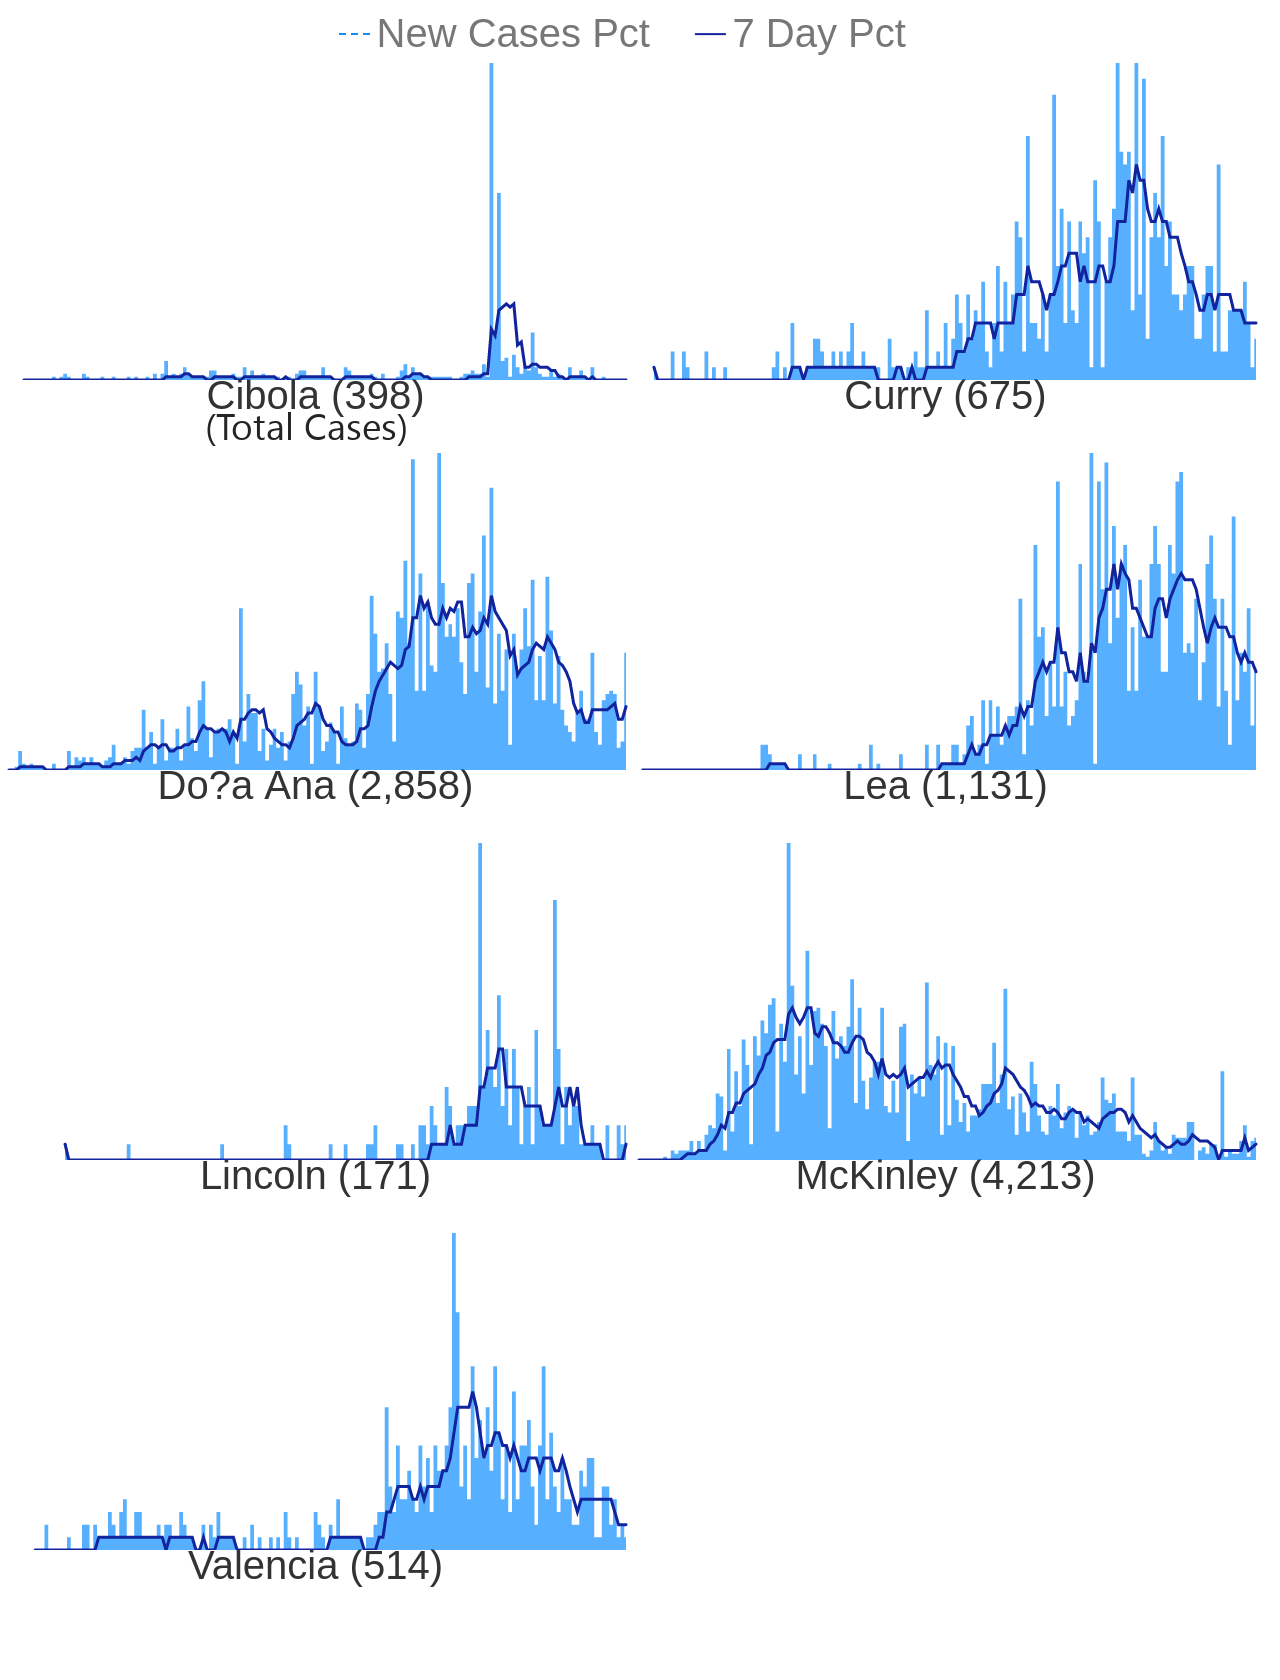 New Cases Pct 7 Day Pct
Cibola (398) Curry (675)
(Total Cases)
Do?a Ana (2,858) Lea (1,131)
Lincoln (171) McKinley (4,213)
Valencia (514)